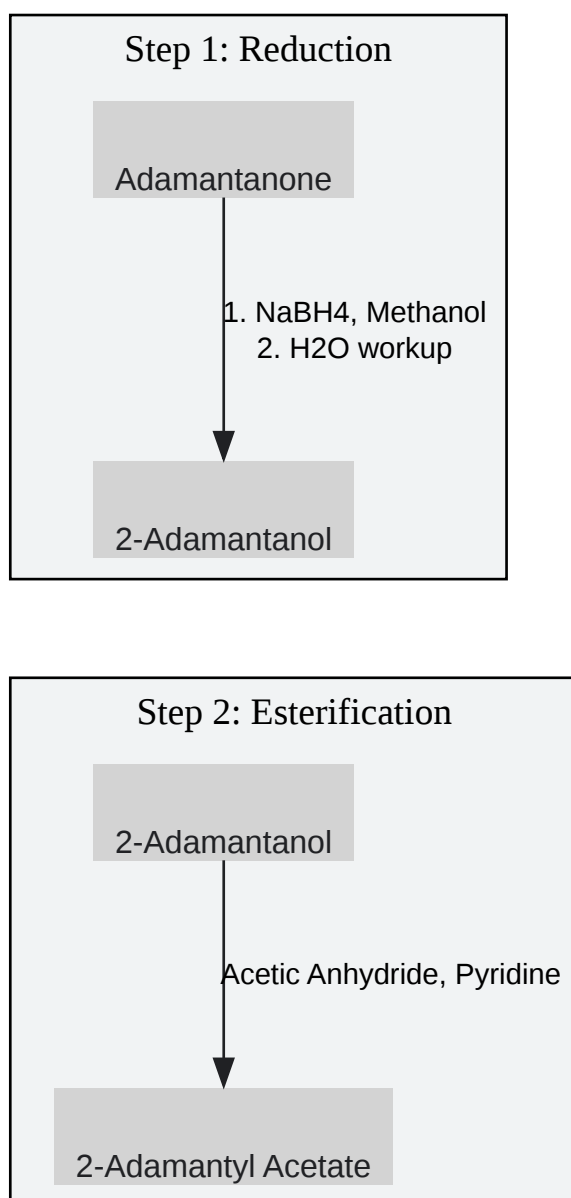 Step 1: Reduction
Adamantanone
1. NaBH4, Methanol
2. H2O workup
2-Adamantanol
Step 2: Esterification
2-Adamantanol
Acetic Anhydride, Pyridine
2-Adamantyl Acetate